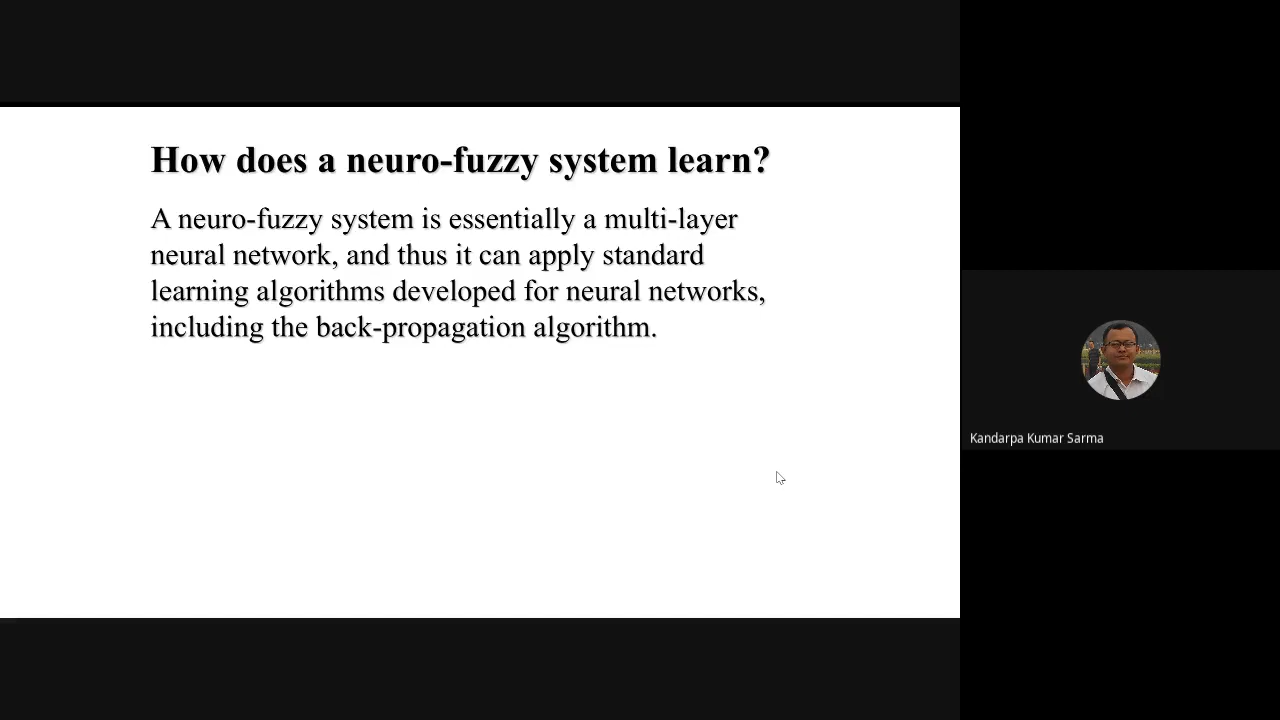 How does a neuro-fuzzy system learn?
A neuro-fuzzy system is essentially a multi-layer
neural network, and thus it can apply standard
learning algorithms developed for neural networks,
including the back-propagation algorithm.
Kandarpa Kumar Sarma